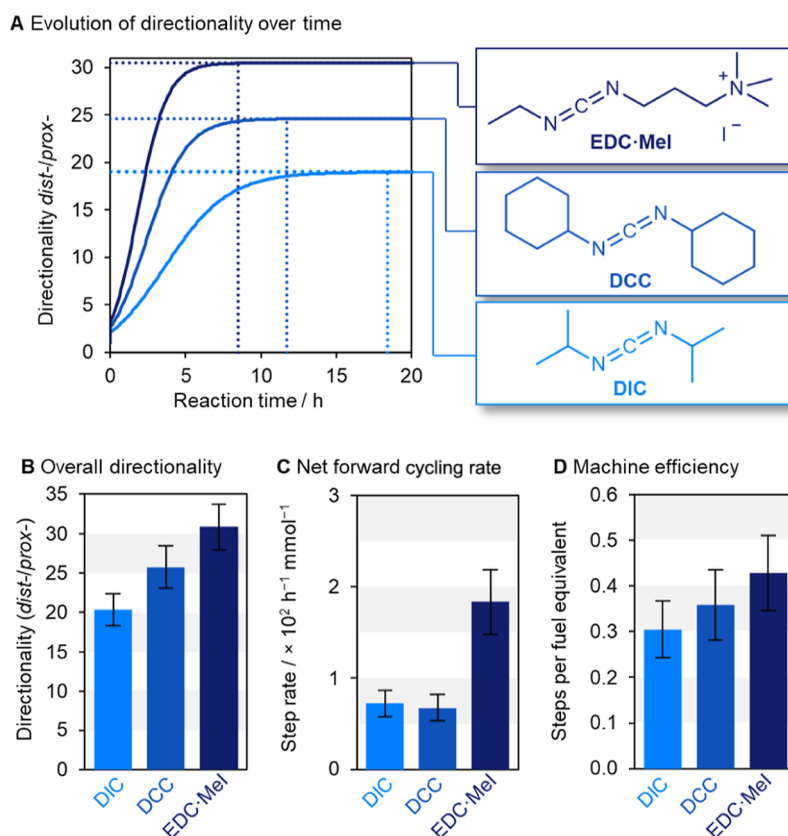 A Evolution of directionality over time
Directionality dist-/prox-
30
25
20
15
10
5
0
0 5 10 15 20
Reaction time / h
N C N N +
I −
EDC·MeI
N C N
DCC
N C N
DIC
B Overall directionality
Directionality (dist-/prox-)
35
30
25
20
15
10
5
0
DIC DCC EDC·MeI
C Net forward cycling rate
Step rate / × 10² h⁻¹ mmol⁻¹
3
2
1
0
DIC DCC EDC·MeI
D Machine efficiency
Steps per fuel equivalent
0.6
0.5
0.4
0.3
0.2
0.1
0.0
DIC DCC EDC·MeI